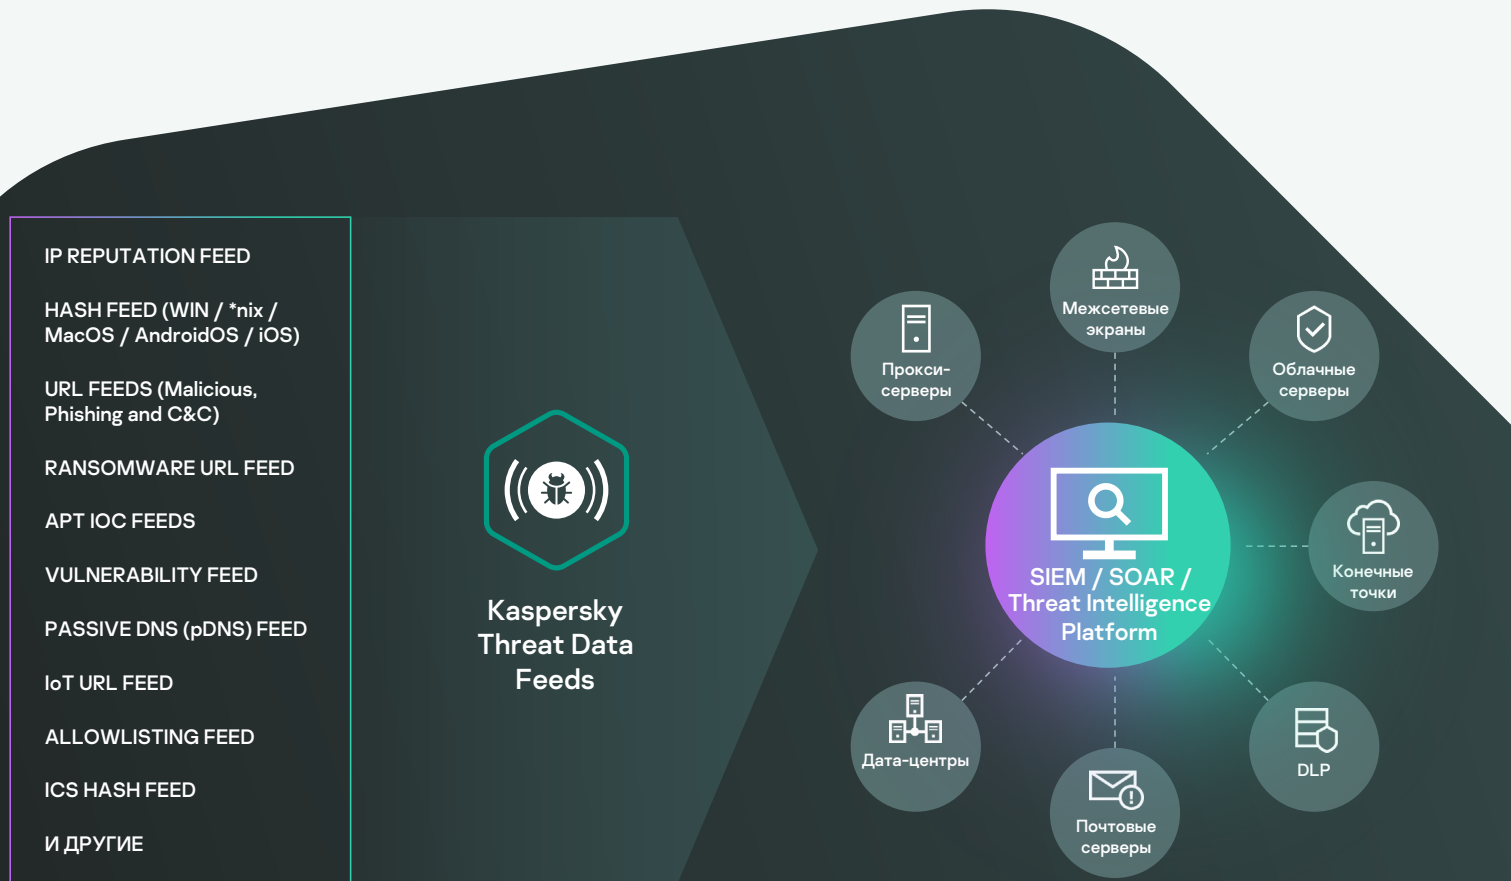 IP REPUTATION FEED
HASH FEED (WIN / *nix /
MacOS / AndroidOS / iOS)
URL FEEDS (Malicious,
Phishing and C&C)
RANSOMWARE URL FEED
APT IOC FEEDS
VULNERABILITY FEED
PASSIVE DNS (pDNS) FEED
IoT URL FEED
ALLOWLISTING FEED
ICS HASH FEED
И ДРУГИЕ
Kaspersky
Threat Data
Feeds
Межсетевые
экраны
Прокси-
серверы
Облачные
серверы
SIEM / SOAR /
Threat Intelligence
Platform
Конечные
точки
Дата-центры
DLP
Почтовые
серверы